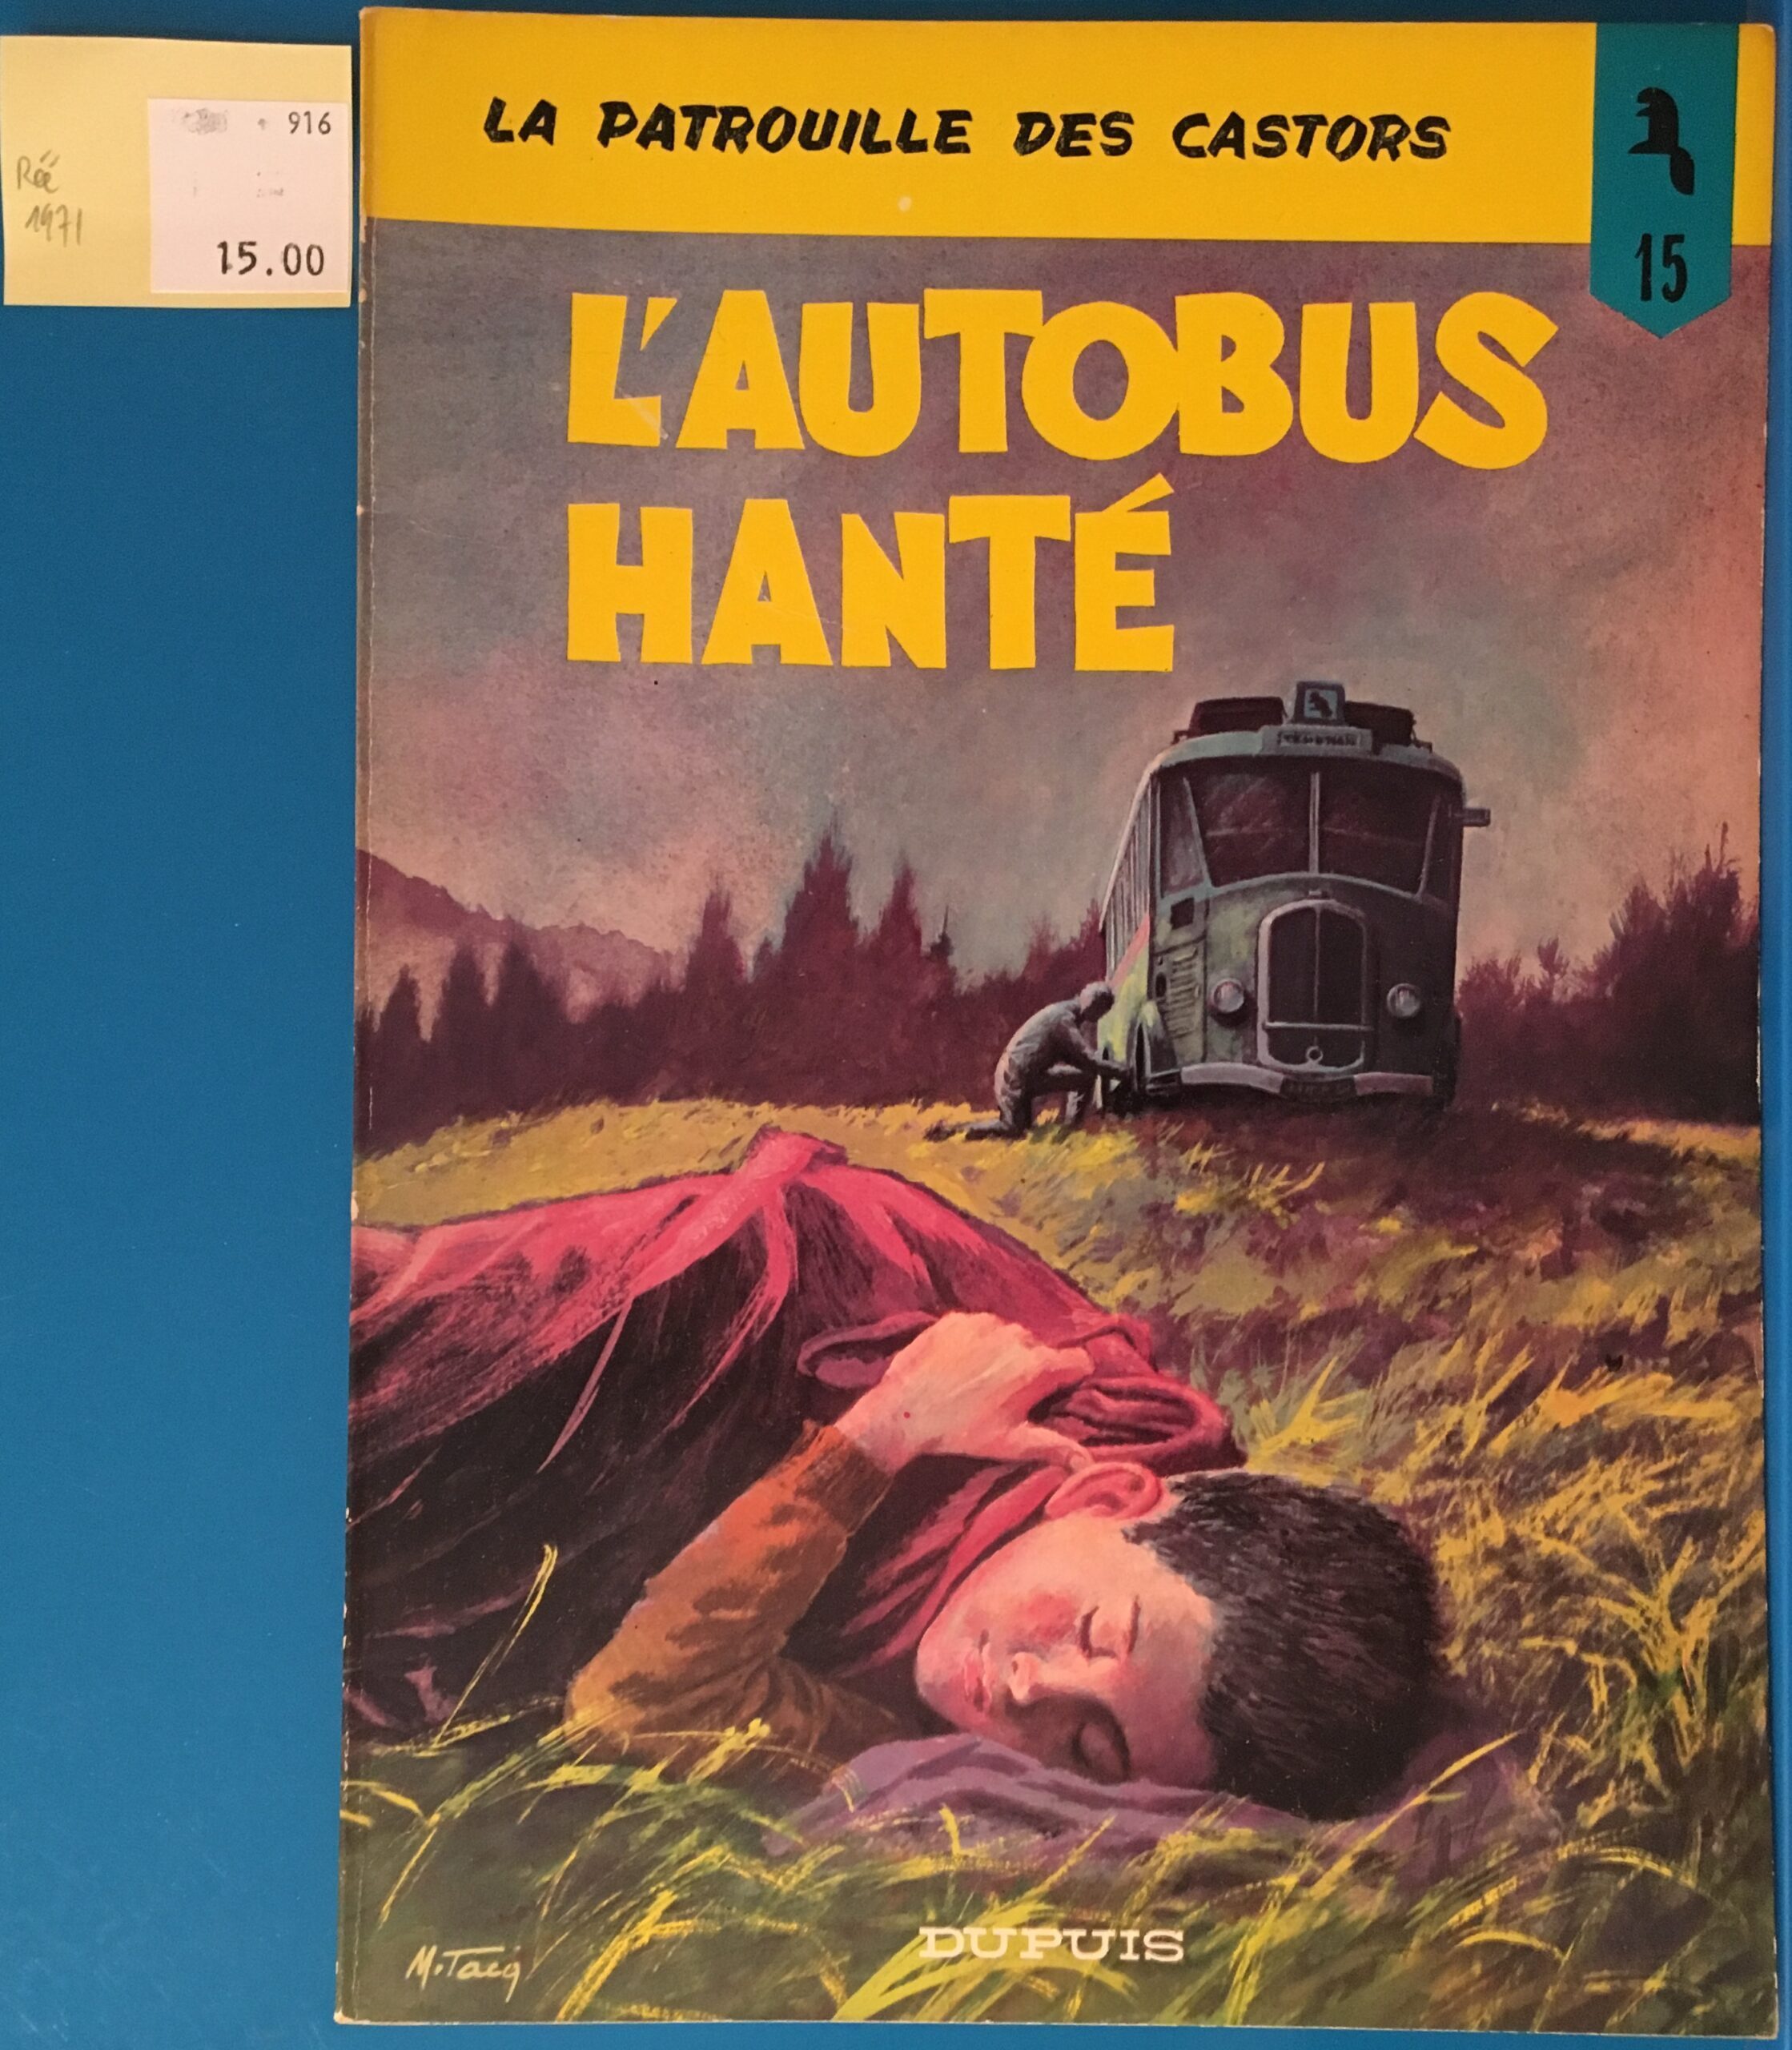 916
Réé
1971
15.00
LA PATROUILLE DES CASTORS
15
L'AUTOBUS
HANTÉ
DUPUIS
M.Tacq